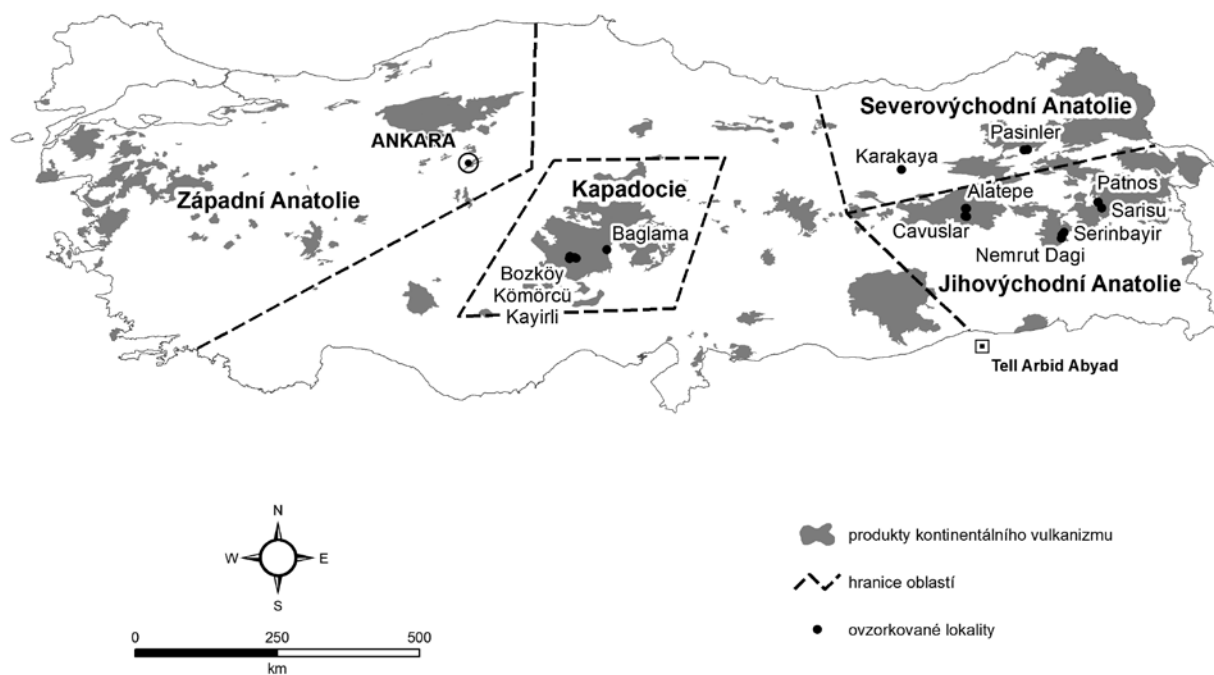 Severovýchodní Anatolie
Pasinler
ANKARA
Karakaya
Kapadocie
Alatepe
Patnos
Západní Anatolie
Sarisu
Baglama
Cavuslar
Serinbayir
Nemrut Dagi
Bozköy
Kömörcü
Kayirli
Jihovýchodní Anatolie
Tell Arbid Abyad
N
W
E
S
produkty kontinentálního vulkanizmu
hranice oblastí
ovzorkované lokality
0
250
500
km